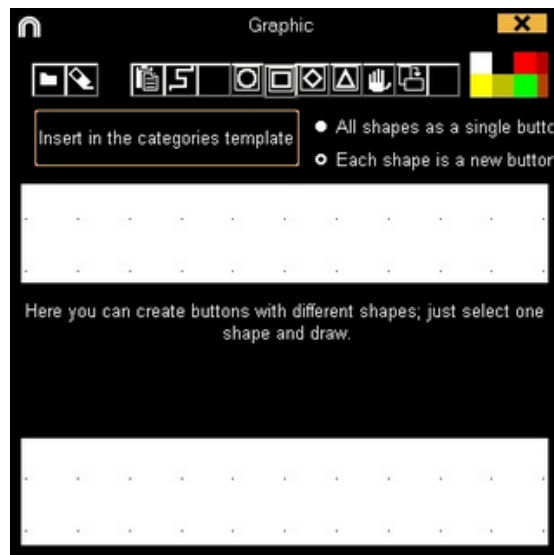 Graphic
Insert in the categories template
All shapes as a single butto
Each shape is a new button
Here you can create buttons with different shapes; just select one
shape and draw.